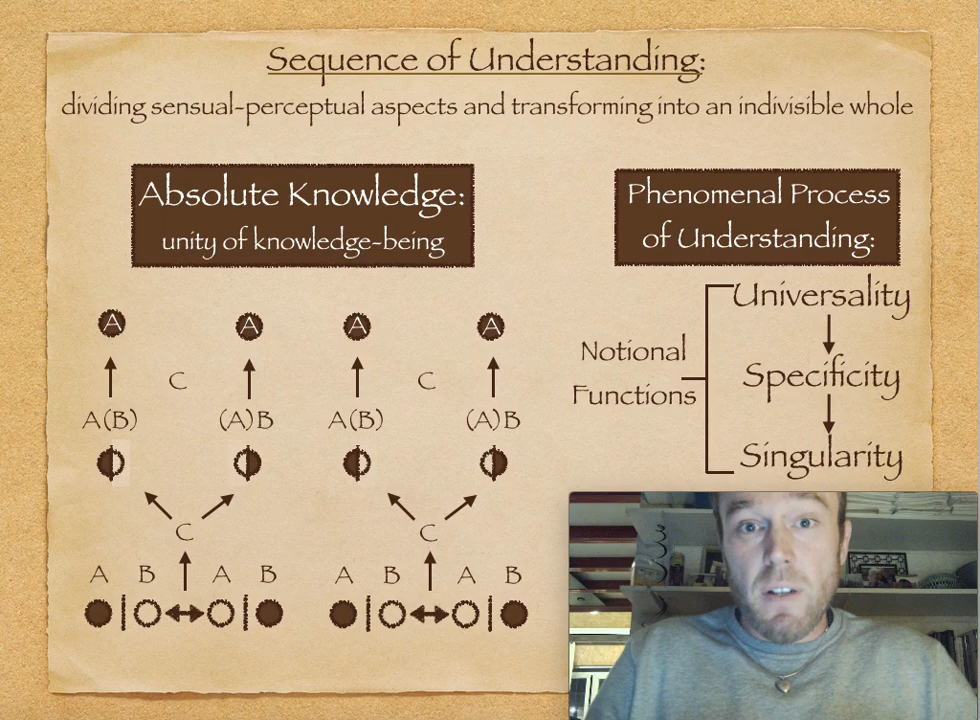 Sequence of Understanding:
dividing sensual-perceptual aspects and transforming into an indivisible whole
Absolute Knowledge:
unity of knowledge-being
Phenomenal Process
of Understanding:
Universality
Notional
Functions
Specificity
Singularity
A A A A
C C
A(B) (A)B A(B) (A)B
C C
A B A B A B A B